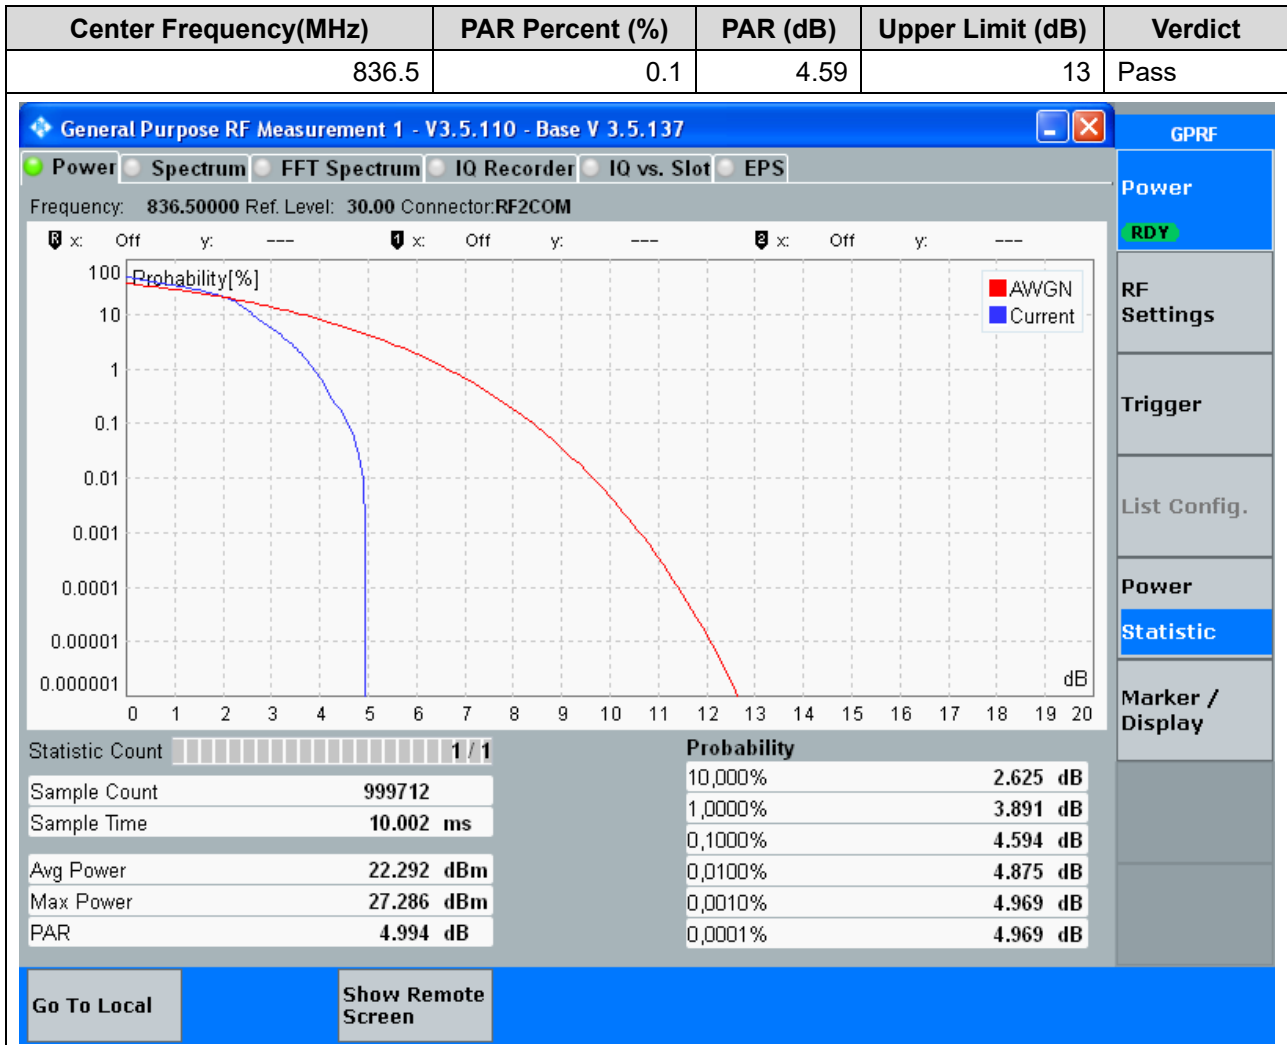 Center Frequency(MHz) PAR Percent (%) PAR (dB) Upper Limit (dB) Verdict
836.5 0.1 4.59 13 Pass
General Purpose RF Measurement 1 - V3.5.110 - Base V 3.5.137
GPRF
Power Spectrum FFT Spectrum IQ Recorder IQ vs. Slot EPS
Power
RDY
Frequency: 836.50000 Ref. Level: 30.00 Connector:RF2COM
R x: Off y: --- 1 x: Off y: --- 2 x: Off y: ---
Probability[%]
100
10
1
0.1
0.01
0.001
0.0001
0.00001
0.000001
AWGN
Current
dB
0 1 2 3 4 5 6 7 8 9 10 11 12 13 14 15 16 17 18 19 20
RF
Settings
Trigger
List Config.
Power
Statistic
Marker /
Display
Statistic Count 1 / 1
Sample Count 999712
Sample Time 10.002 ms
Avg Power 22.292 dBm
Max Power 27.286 dBm
PAR 4.994 dB
Probability
10,000% 2.625 dB
1,0000% 3.891 dB
0,1000% 4.594 dB
0,0100% 4.875 dB
0,0010% 4.969 dB
0,0001% 4.969 dB
Go To Local
Show Remote
Screen